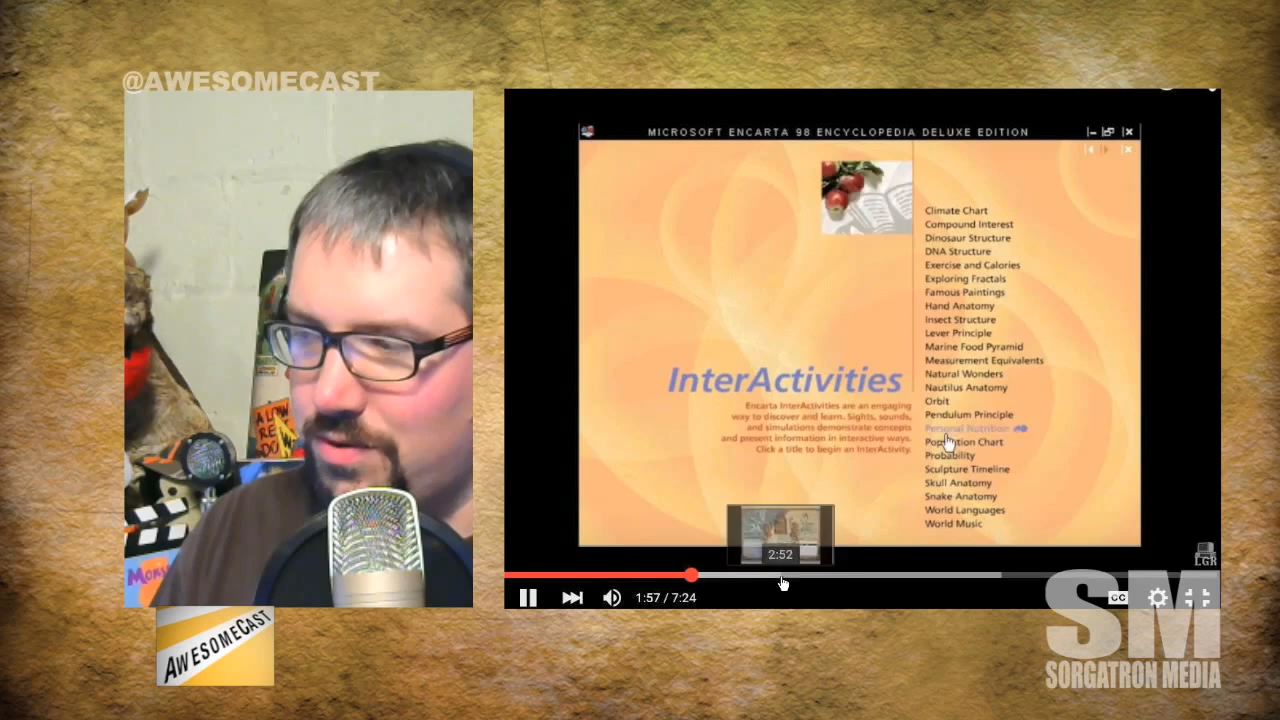 @AWESOMECAST
MICROSOFT ENCARTA 98 ENCYCLOPEDIA DELUXE EDITION
Climate Chart
Compound Interest
Dinosaur Structure
DNA Structure
Exercise and Calories
Exploring Fractals
Famous Paintings
Hand Anatomy
Insect Structure
Lever Principle
Marine Food Pyramid
Measurement Equivalents
Natural Wonders
Nautilus Anatomy
Orbit
Pendulum Principle
Personal Nutrition
Population Chart
Probability
Sculpture Timeline
Skull Anatomy
Snake Anatomy
World Languages
World Music
InterActivities
Encarta InterActivities are an engaging
way to discover and learn. Sights, sounds,
and simulations demonstrate concepts
and present information in interactive ways.
Click a title to begin an InterActivity.
2:52
LGR
1:57 / 7:24
CC
A LOW
RE
DO
AWESOMECAST
SM
SORGATRON MEDIA